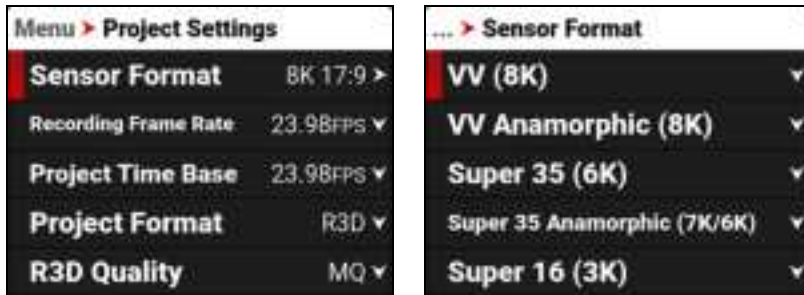 Menu ➤ Project Settings
Sensor Format 8K 17:9 ➤
Recording Frame Rate 23.98FPS
Project Time Base 23.98FPS
Project Format R3D
R3D Quality MQ
... ➤ Sensor Format
VV (8K)
VV Anamorphic (8K)
Super 35 (6K)
Super 35 Anamorphic (7K/6K)
Super 16 (3K)